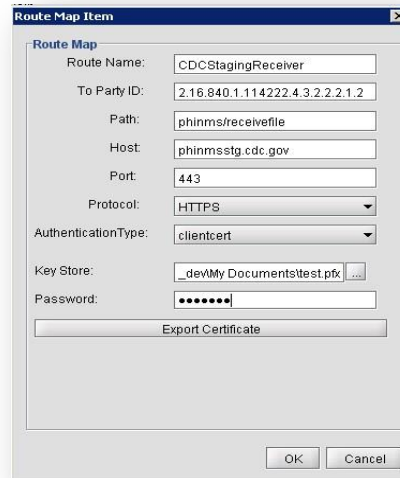 Route Map Item
Route Map
Route Name: CDCStagingReceiver
To Party ID: 2.16.840.1.114222.4.3.2.2.2.1.2
Path: phinms/receivefile
Host: phinmsstg.cdc.gov
Port: 443
Protocol: HTTPS
AuthenticationType: clientcert
Key Store: _dev\My Documents\test.pfx ...
Password: ●●●●●●●
Export Certificate
OK Cancel